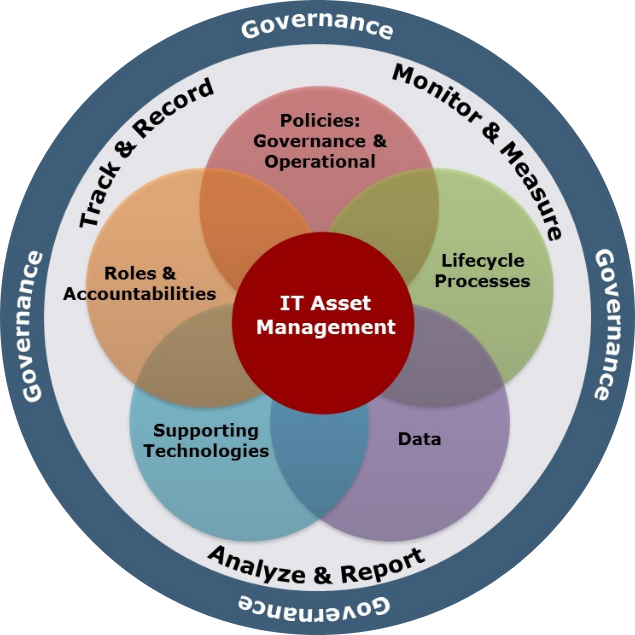 Governance
Track & Record
Monitor & Measure
Policies:
Governance &
Operational
Governance
Roles &
Accountabilities
IT Asset
Management
Lifecycle
Processes
Governance
Supporting
Technologies
Data
Analyze & Report
Governance